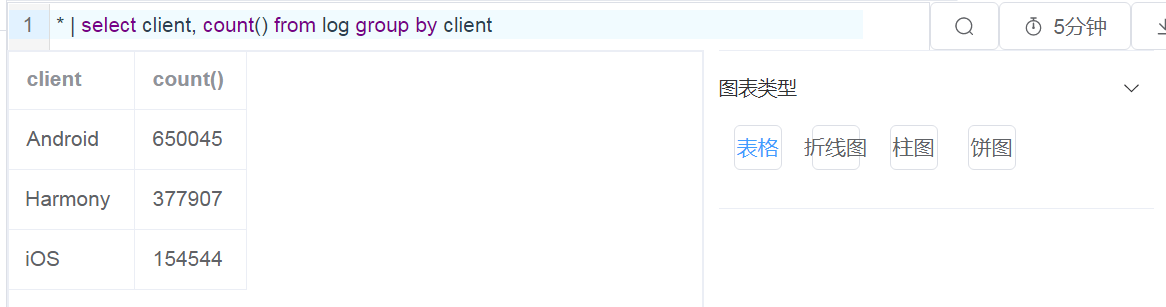 1 * | select client, count() from log group by client
5分钟
client count()
Android 650045
Harmony 377907
iOS 154544
图表类型
表格 折线图 柱图 饼图